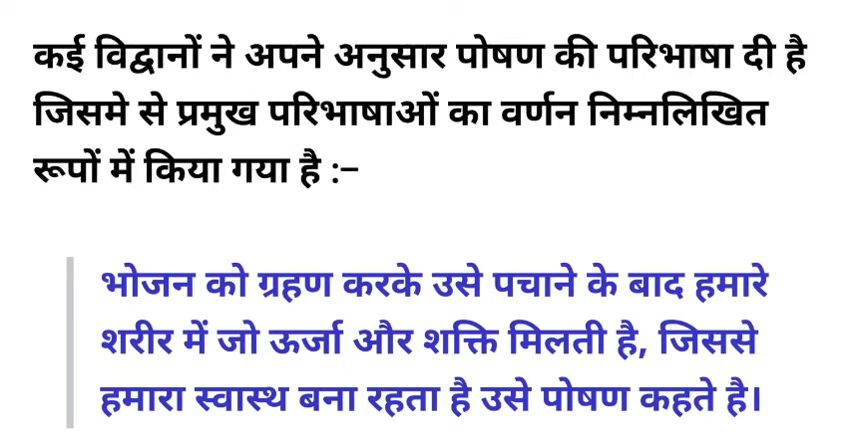 कई विद्वानों ने अपने अनुसार पोषण की परिभाषा दी है
जिसमे से प्रमुख परिभाषाओं का वर्णन निम्नलिखित
रूपों में किया गया है :–
भोजन को ग्रहण करके उसे पचाने के बाद हमारे
शरीर में जो ऊर्जा और शक्ति मिलती है, जिससे
हमारा स्वास्थ बना रहता है उसे पोषण कहते है।